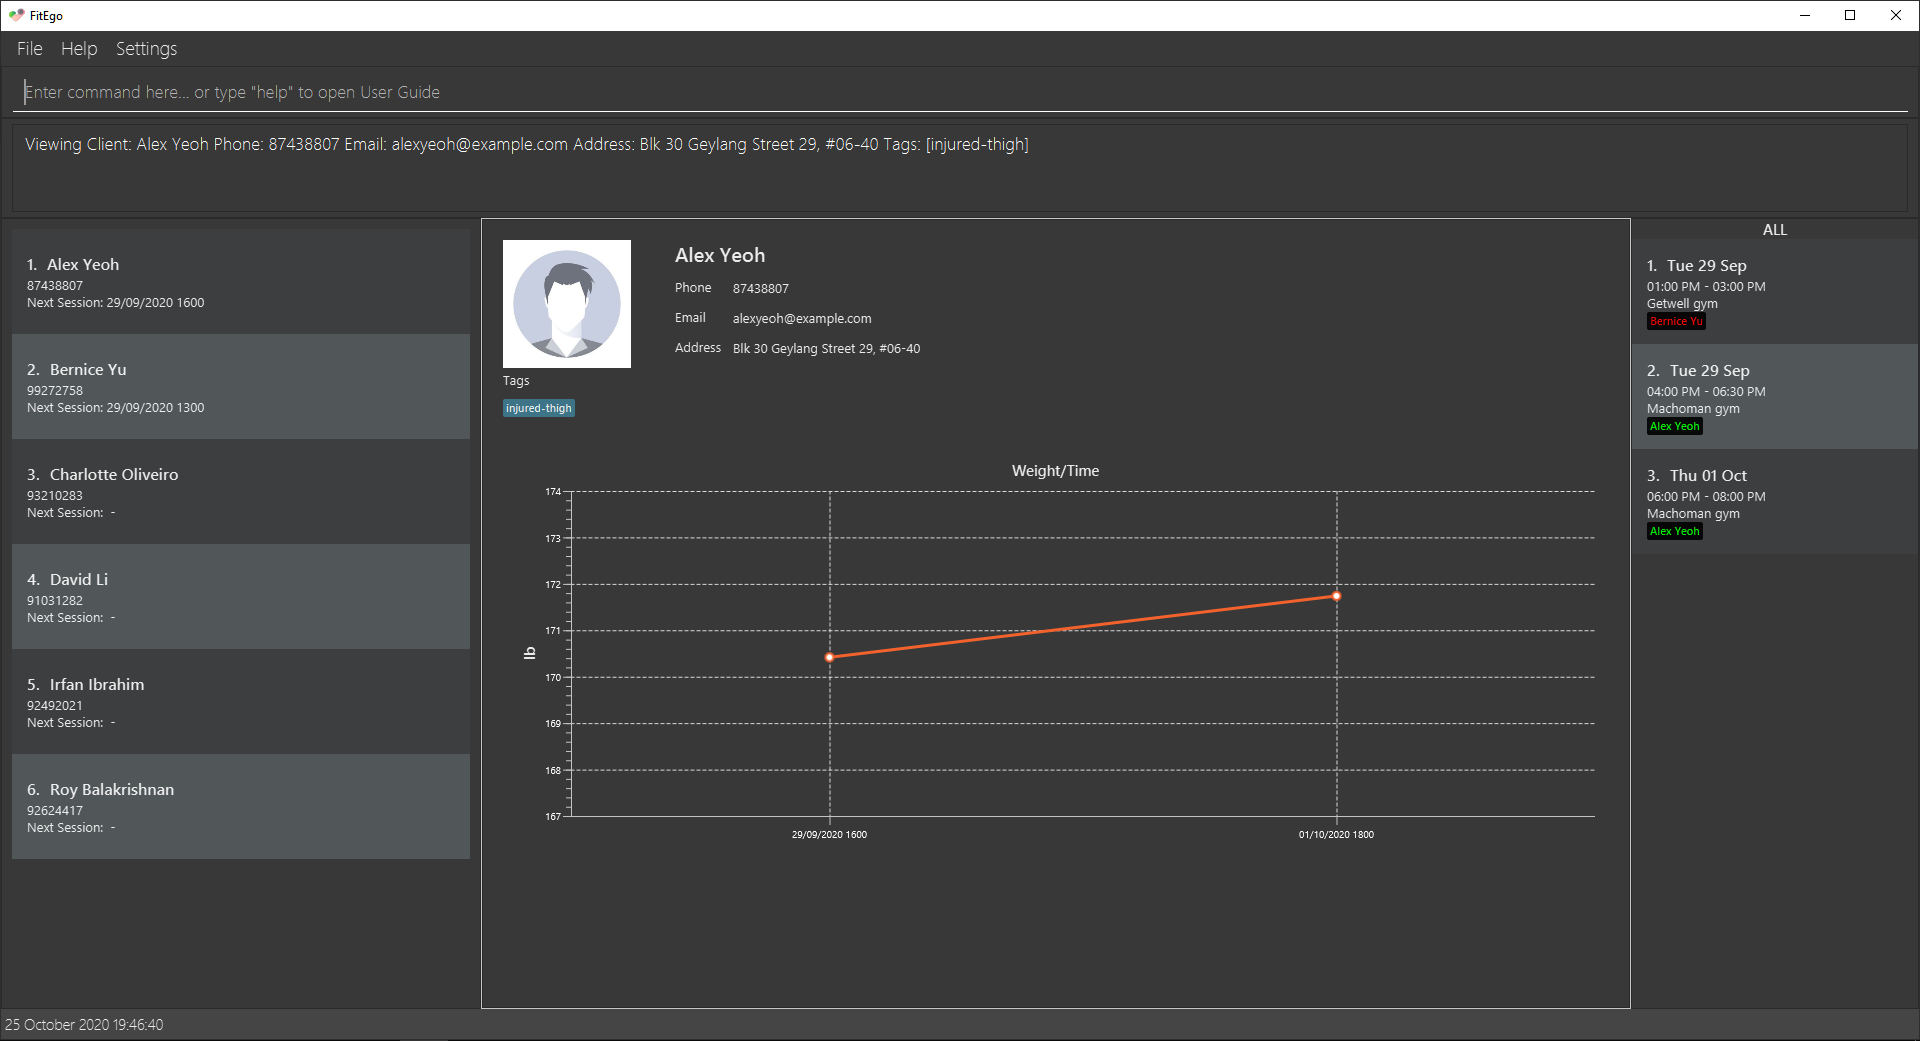 FitEgo
File Help Settings
Enter command here... or type "help" to open User Guide
Viewing Client: Alex Yeoh Phone: 87438807 Email: alexyeoh@example.com Address: Blk 30 Geylang Street 29, #06-40 Tags: [injured-thigh]
1. Alex Yeoh
87438807
Next Session: 29/09/2020 1600
2. Bernice Yu
99272758
Next Session: 29/09/2020 1300
3. Charlotte Oliveiro
93210283
Next Session: -
4. David Li
91031282
Next Session: -
5. Irfan Ibrahim
92492021
Next Session: -
6. Roy Balakrishnan
92624417
Next Session: -
Alex Yeoh
Phone 87438807
Email alexyeoh@example.com
Address Blk 30 Geylang Street 29, #06-40
Tags
injured-thigh
Weight/Time
174
173
172
171
170
169
168
167
lb
29/09/2020 1600 01/10/2020 1800
ALL
1. Tue 29 Sep
01:00 PM - 03:00 PM
Getwell gym
Bernice Yu
2. Tue 29 Sep
04:00 PM - 06:30 PM
Machoman gym
Alex Yeoh
3. Thu 01 Oct
06:00 PM - 08:00 PM
Machoman gym
Alex Yeoh
25 October 2020 19:46:40